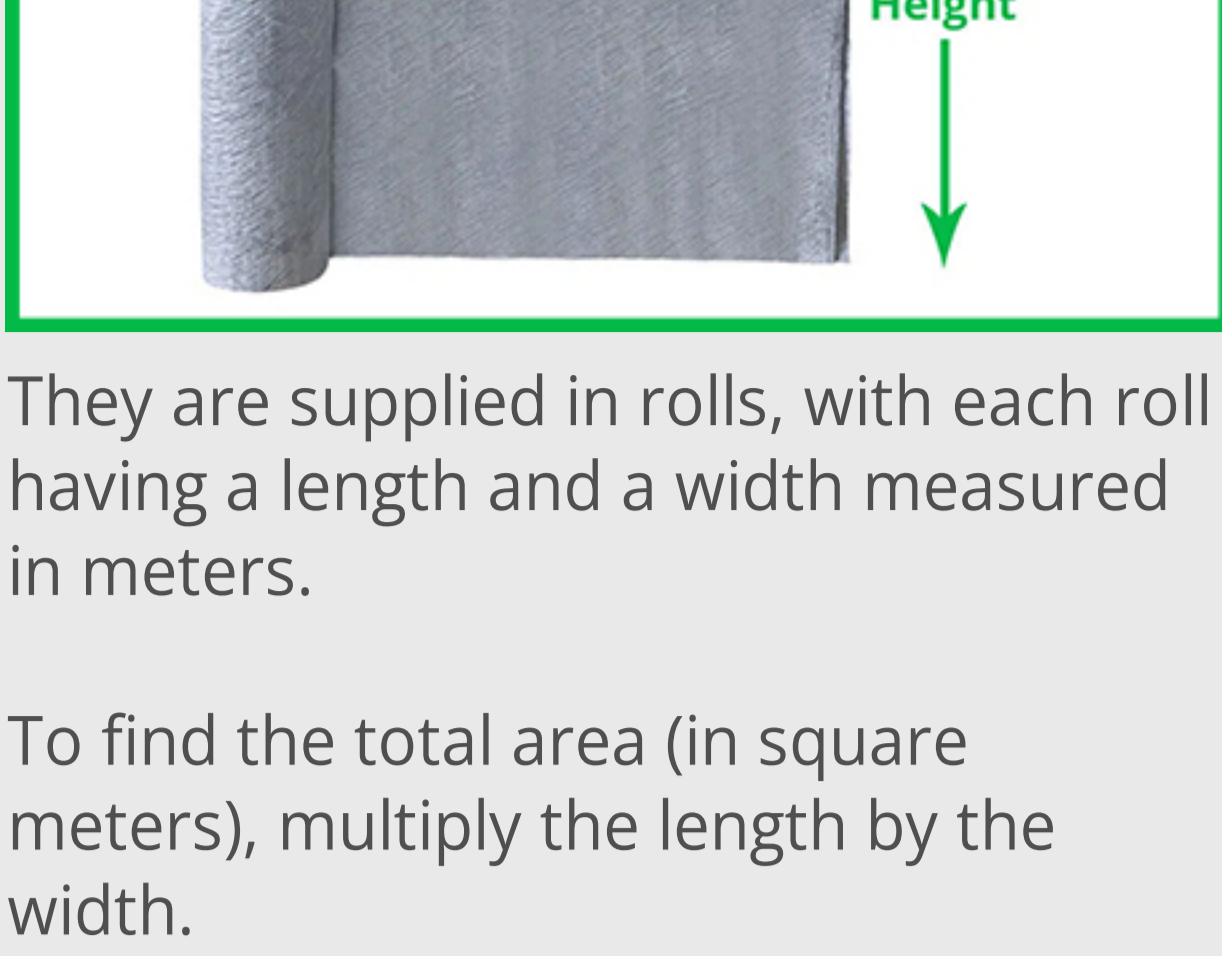 Height
They are supplied in rolls, with each roll
having a length and a width measured
in meters.
To find the total area (in square
meters), multiply the length by the
width.